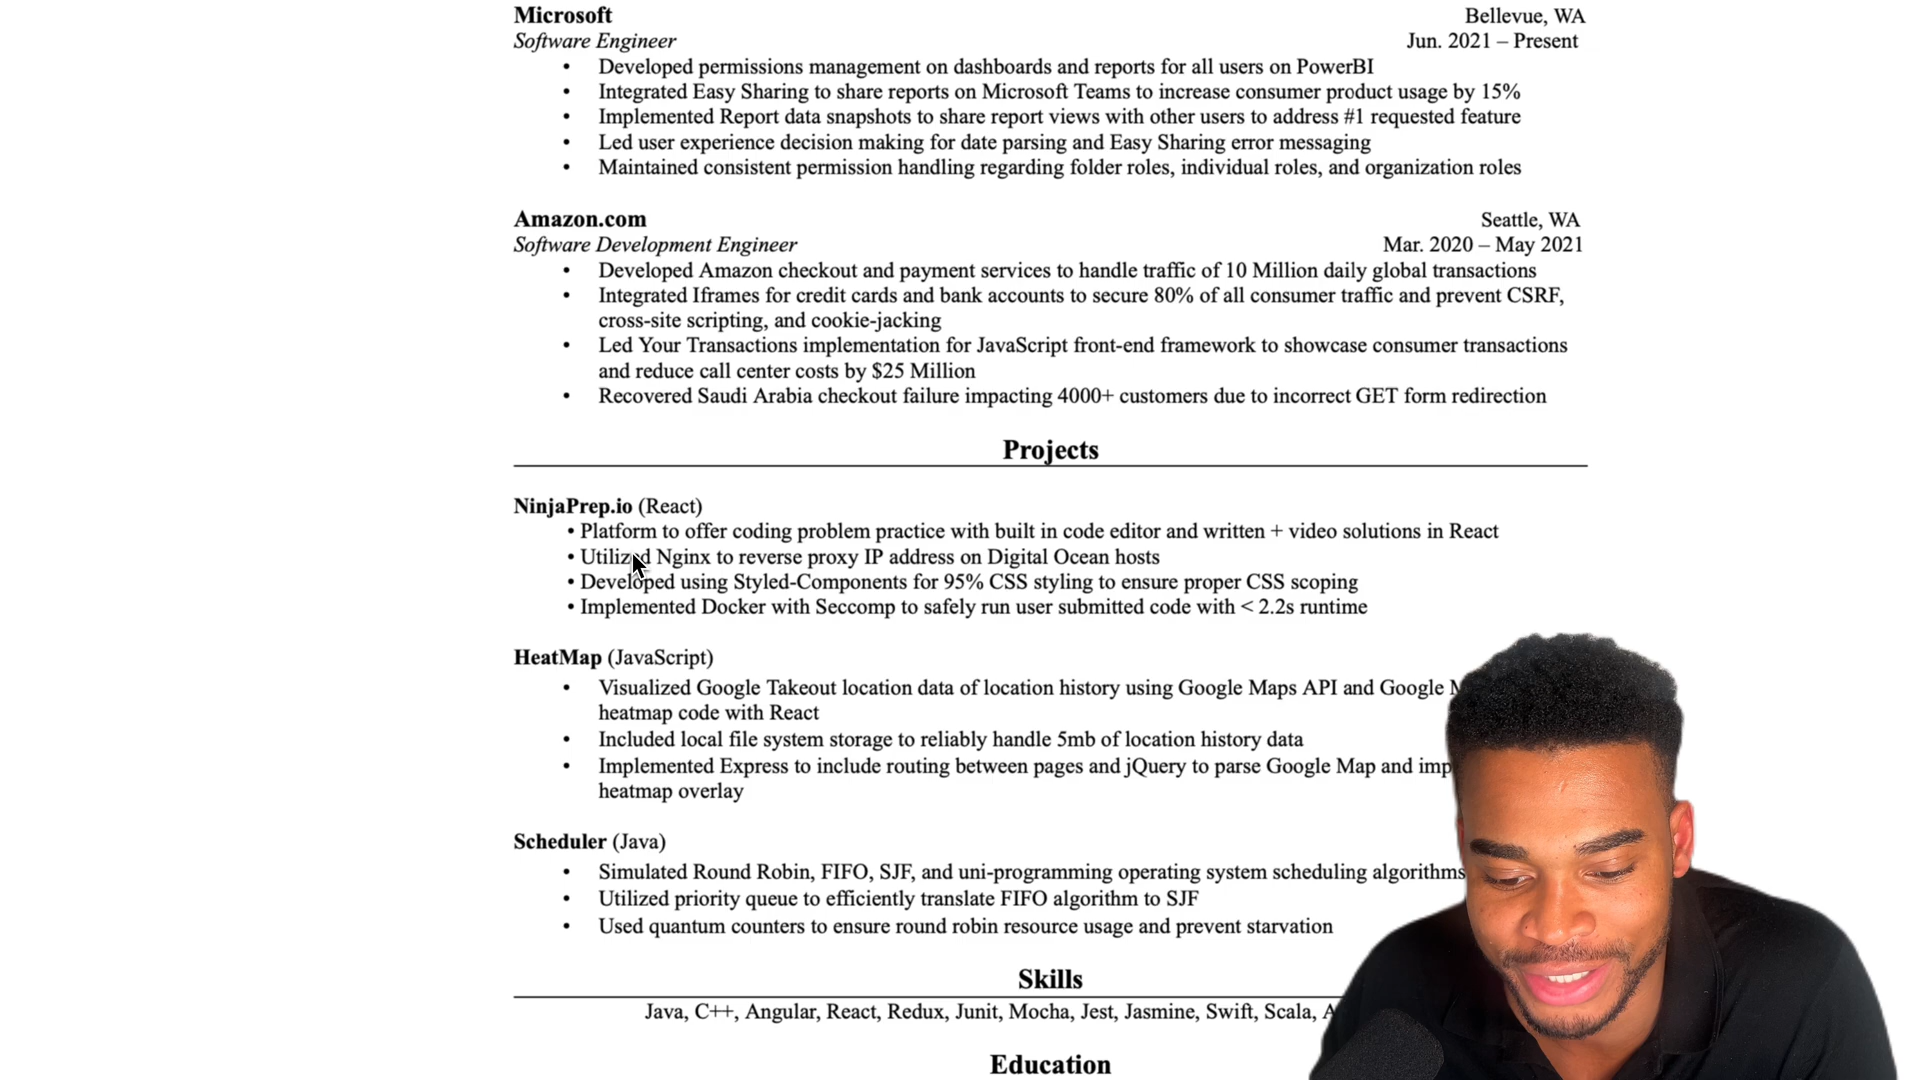 Microsoft Bellevue, WA
Software Engineer Jun. 2021 – Present
• Developed permissions management on dashboards and reports for all users on PowerBI
• Integrated Easy Sharing to share reports on Microsoft Teams to increase consumer product usage by 15%
• Implemented Report data snapshots to share report views with other users to address #1 requested feature
• Led user experience decision making for date parsing and Easy Sharing error messaging
• Maintained consistent permission handling regarding folder roles, individual roles, and organization roles
Amazon.com Seattle, WA
Software Development Engineer Mar. 2020 – May 2021
• Developed Amazon checkout and payment services to handle traffic of 10 Million daily global transactions
• Integrated Iframes for credit cards and bank accounts to secure 80% of all consumer traffic and prevent CSRF,
cross-site scripting, and cookie-jacking
• Led Your Transactions implementation for JavaScript front-end framework to showcase consumer transactions
and reduce call center costs by $25 Million
• Recovered Saudi Arabia checkout failure impacting 4000+ customers due to incorrect GET form redirection
Projects
NinjaPrep.io (React)
• Platform to offer coding problem practice with built in code editor and written + video solutions in React
• Utilized Nginx to reverse proxy IP address on Digital Ocean hosts
• Developed using Styled-Components for 95% CSS styling to ensure proper CSS scoping
• Implemented Docker with Seccomp to safely run user submitted code with < 2.2s runtime
HeatMap (JavaScript)
• Visualized Google Takeout location data of location history using Google Maps API and Google
heatmap code with React
• Included local file system storage to reliably handle 5mb of location history data
• Implemented Express to include routing between pages and jQuery to parse Google Map and
heatmap overlay
Scheduler (Java)
• Simulated Round Robin, FIFO, SJF, and uni-programming operating system scheduling algorithms
• Utilized priority queue to efficiently translate FIFO algorithm to SJF
• Used quantum counters to ensure round robin resource usage and prevent starvation
Skills
Java, C++, Angular, React, Redux, Junit, Mocha, Jest, Jasmine, Swift, Scala,
Education